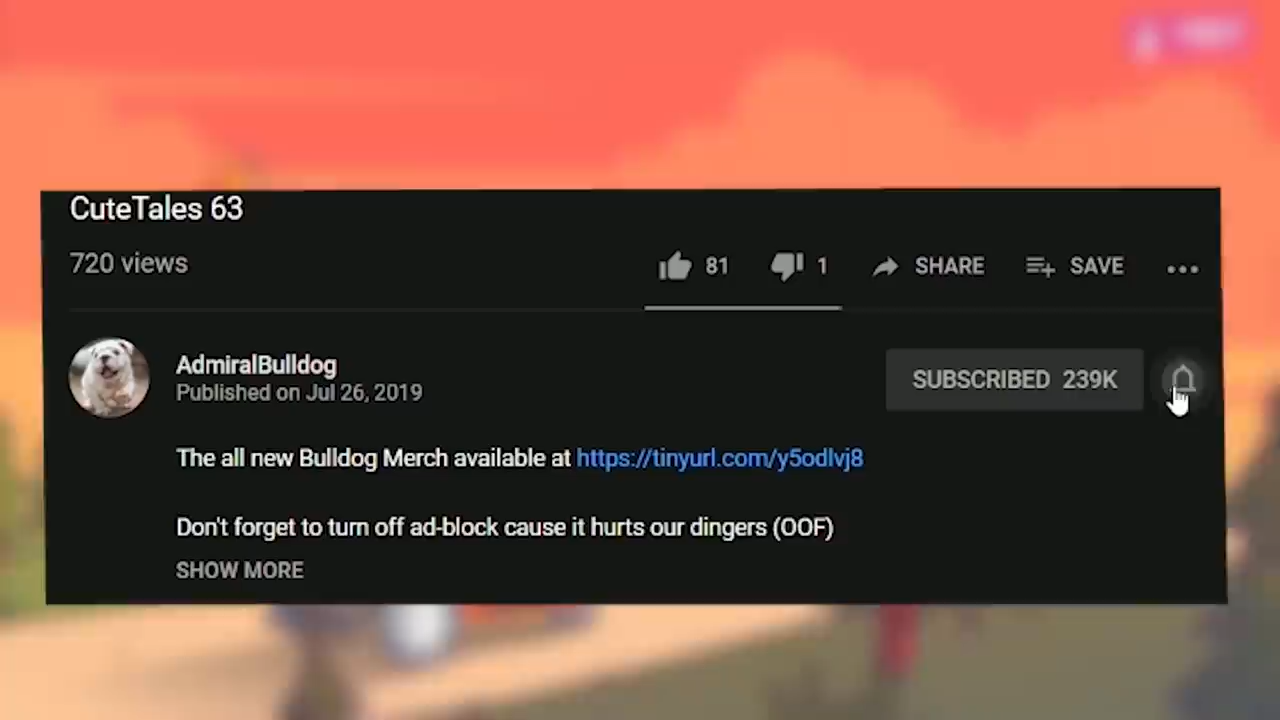 CuteTales 63
720 views
81
1
SHARE
SAVE
AdmiralBulldog
Published on Jul 26, 2019
SUBSCRIBED 239K
The all new Bulldog Merch available at https://tinyurl.com/y5odlvj8
Don't forget to turn off ad-block cause it hurts our dingers (OOF)
SHOW MORE